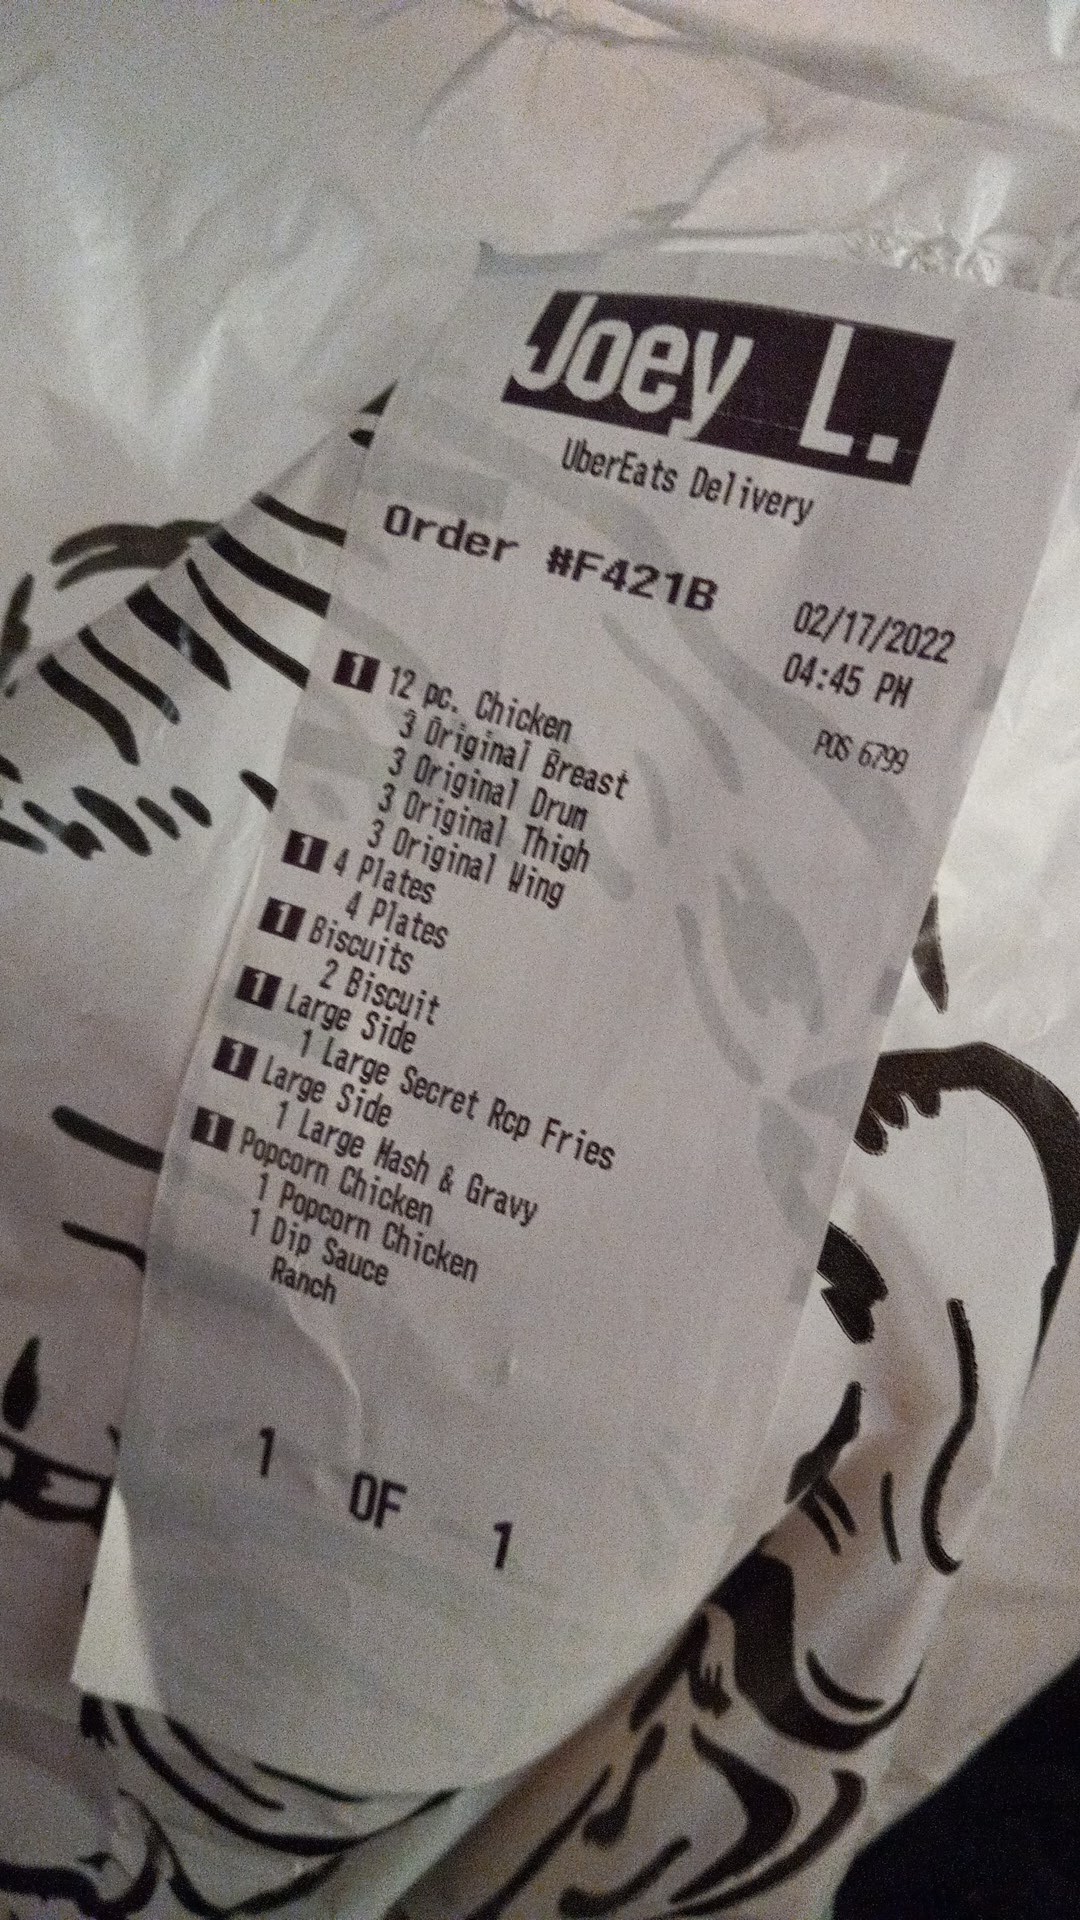 Joey L.
UberEats Delivery
Order #F421B
02/17/2022
04:45 PM
POS 6799
1 12 pc. Chicken
3 Original Breast
3 Original Drum
3 Original Thigh
3 Original Wing
1 4 Plates
4 Plates
1 Biscuits
2 Biscuit
1 Large Side
1 Large Secret Rcp Fries
1 Large Side
1 Large Mash & Gravy
1 Popcorn Chicken
1 Popcorn Chicken
1 Dip Sauce
Ranch
1 OF 1